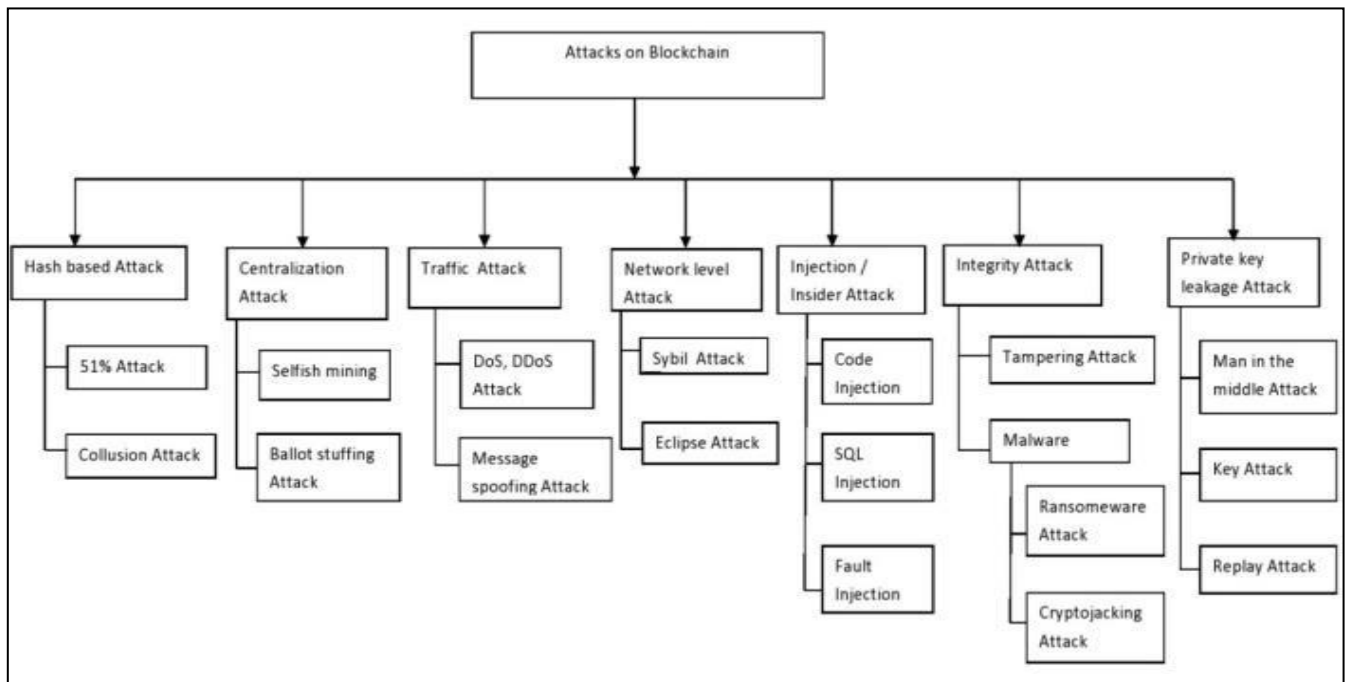 Attacks on Blockchain
Hash based Attack
51% Attack
Collusion Attack
Centralization
Attack
Selfish mining
Ballot stuffing
Attack
Traffic Attack
DoS, DDoS
Attack
Message
spoofing Attack
Network level
Attack
Sybil Attack
Eclipse Attack
Injection /
Insider Attack
Code
Injection
SQL
Injection
Fault
Injection
Integrity Attack
Tampering Attack
Malware
Ransomeware
Attack
Cryptojacking
Attack
Private key
leakage Attack
Man in the
middle Attack
Key Attack
Replay Attack